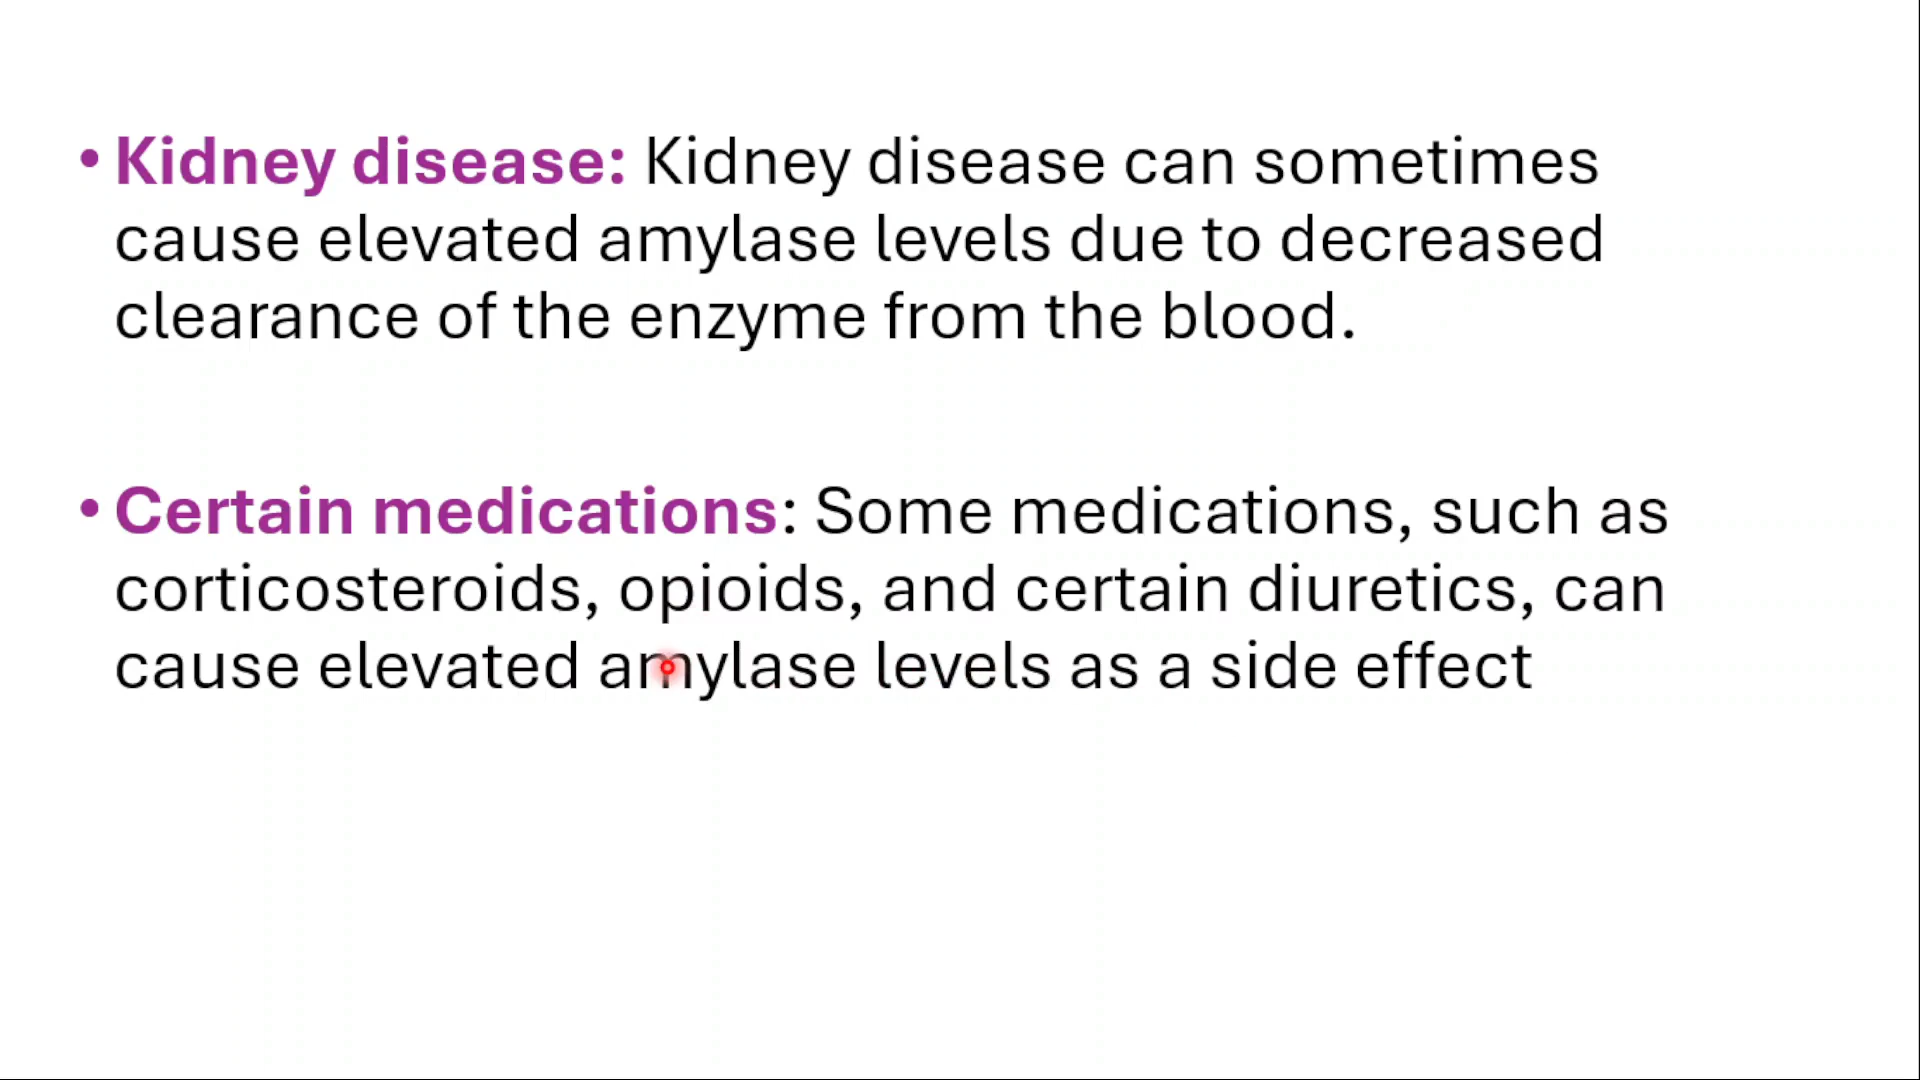 • Kidney disease: Kidney disease can sometimes
cause elevated amylase levels due to decreased
clearance of the enzyme from the blood.
• Certain medications: Some medications, such as
corticosteroids, opioids, and certain diuretics, can
cause elevated amylase levels as a side effect